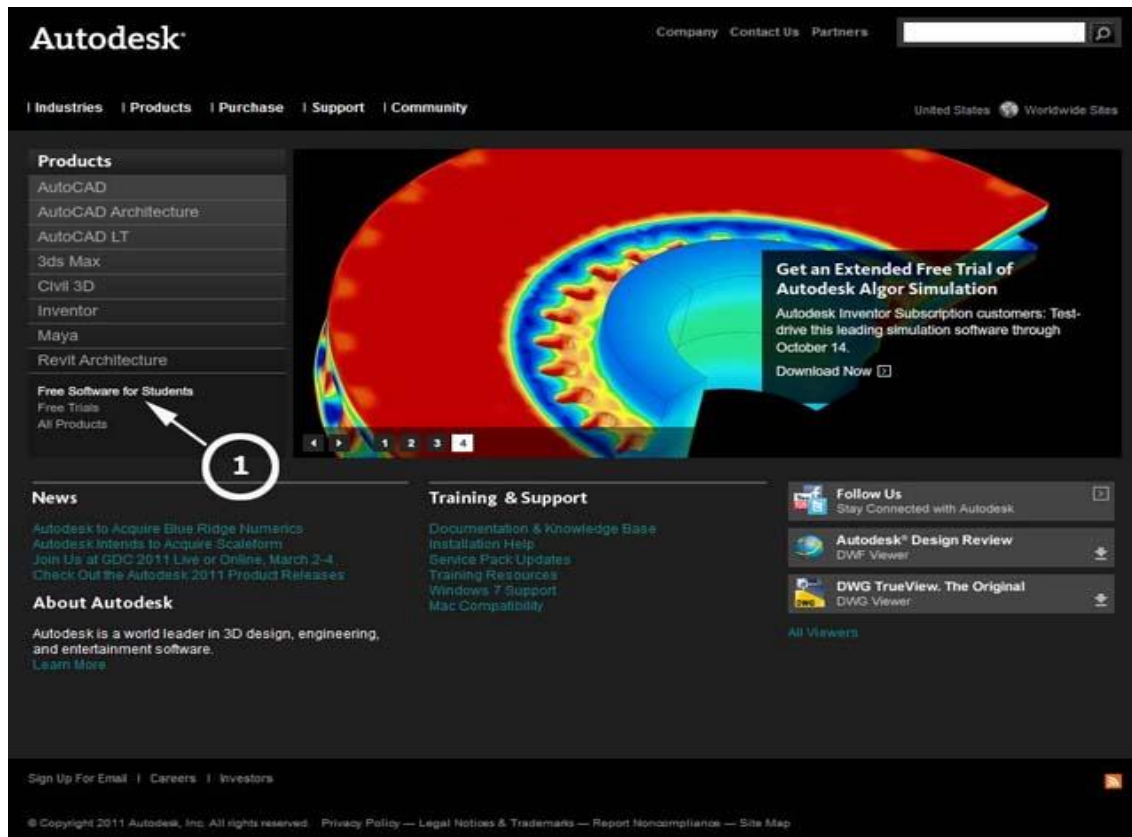 Autodesk
Company Contact Us Partners
| Industries | Products | Purchase | Support | Community
United States Worldwide Sites
Products
AutoCAD
AutoCAD Architecture
AutoCAD LT
3ds Max
Civil 3D
Inventor
Maya
Revit Architecture
Free Software for Students
Free Trials
All Products
1
Get an Extended Free Trial of
Autodesk Algor Simulation
Autodesk Inventor Subscription customers: Test-
drive this leading simulation software through
October 14.
Download Now
1 2 3 4
News
Autodesk to Acquire Blue Ridge Numerics
Autodesk Intends to Acquire Scaleform
Join Us at GDC 2011 Live or Online, March 2-4
Check Out the Autodesk 2011 Product Releases
About Autodesk
Autodesk is a world leader in 3D design, engineering,
and entertainment software.
Learn More
Training & Support
Documentation & Knowledge Base
Installation Help
Service Pack Updates
Training Resources
Windows 7 Support
Mac Compatibility
Follow Us
Stay Connected with Autodesk
Autodesk® Design Review
DWF Viewer
DWG TrueView. The Original
DWG Viewer
DWG
All Viewers
Sign Up For Email | Careers | Investors
© Copyright 2011 Autodesk, Inc. All rights reserved. Privacy Policy — Legal Notices & Trademarks — Report Noncompliance — Site Map